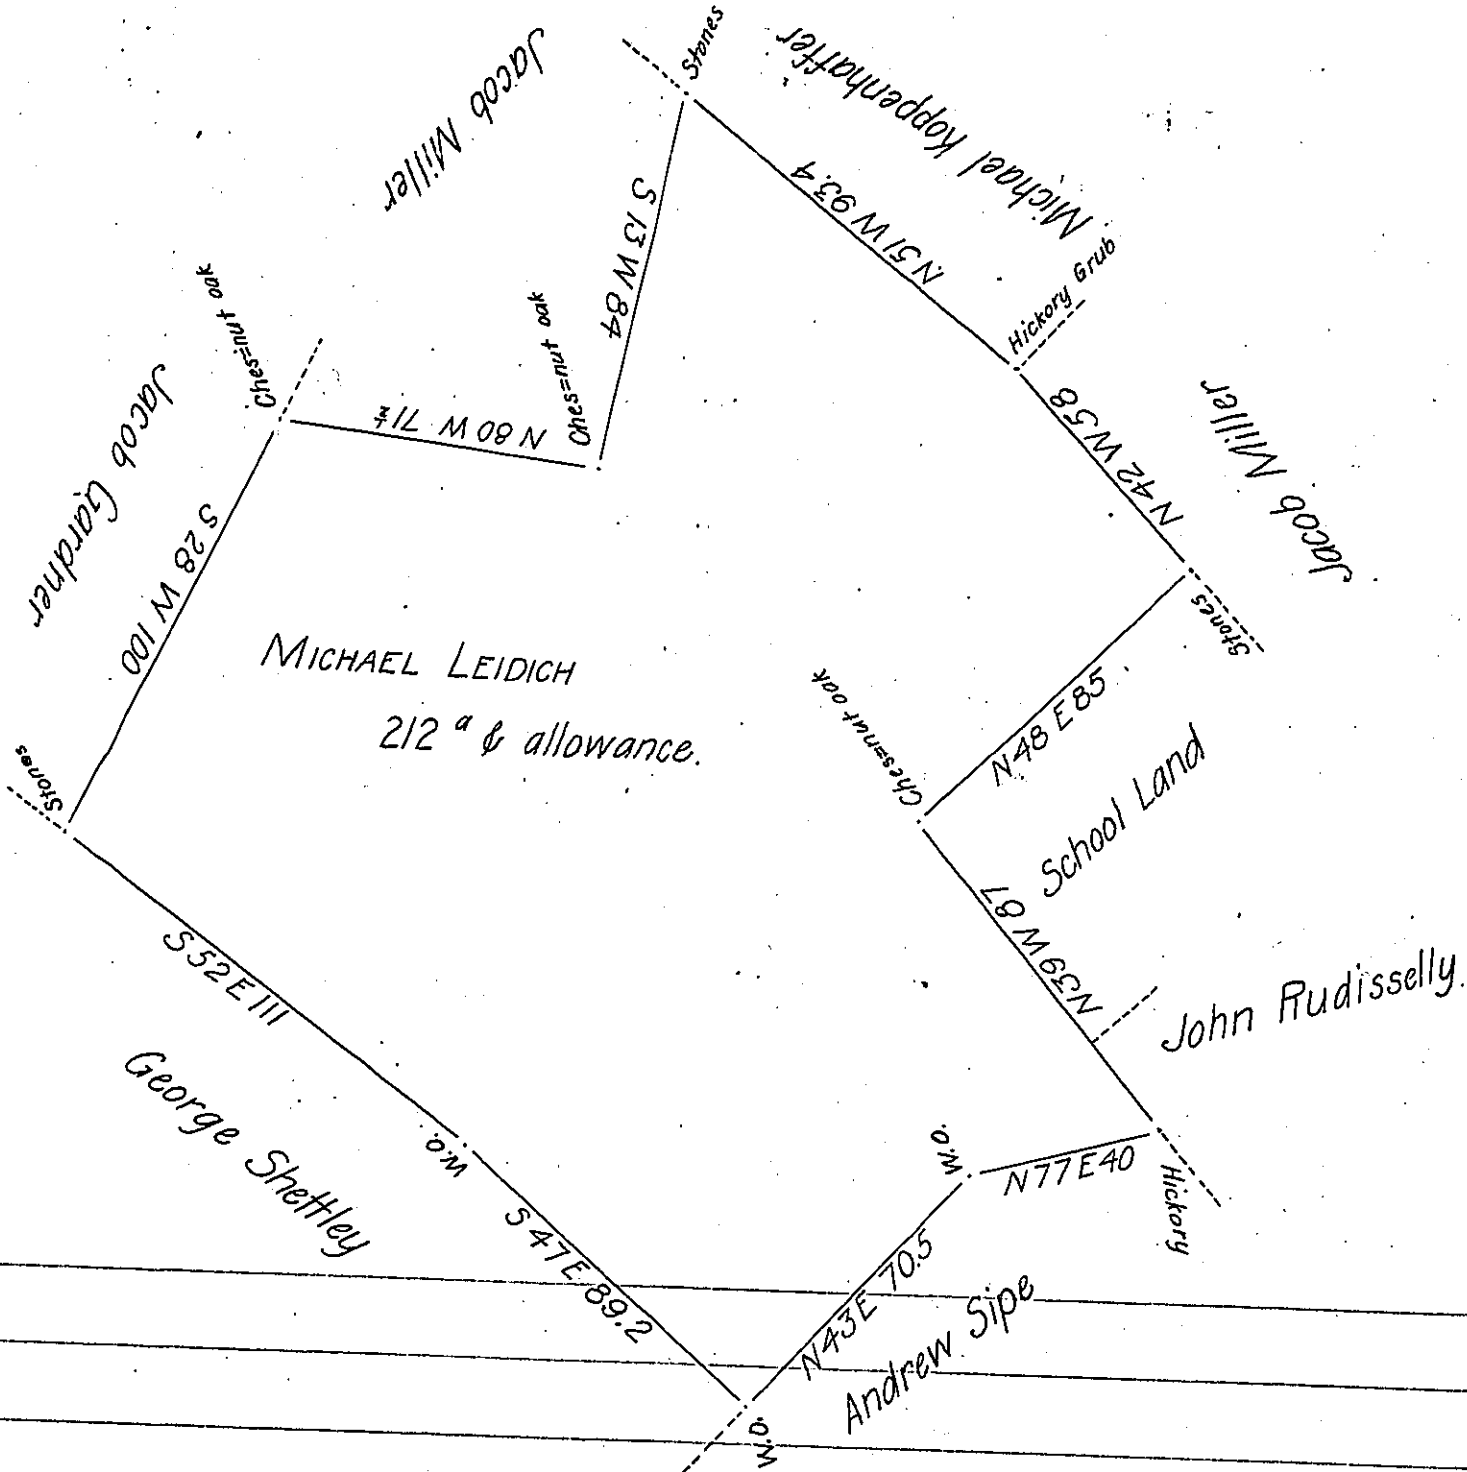 Stones
Jacob Miller
Michael Koppenhaffer
S 13 W 84
N 51 W 93.4
Ches=nut oak
Ches=nut oak
Hickory Grub
Jacob Gardner
N 80 W 71
N 42 W 58
Jacob Miller
S 28 W 100
Stones
MICHAEL LEIDICH
212 a & allowance.
Ches=nut oak
N 48 E 85
School Land
Stones
S 52 E 111
N 39 W 87
John Rudisselly.
George Shettley
W.O.
W.O.
N 77 E 40
Hickory
S 47 E 89.2
N 43 E 70.5
Andrew Sipe
W.O.